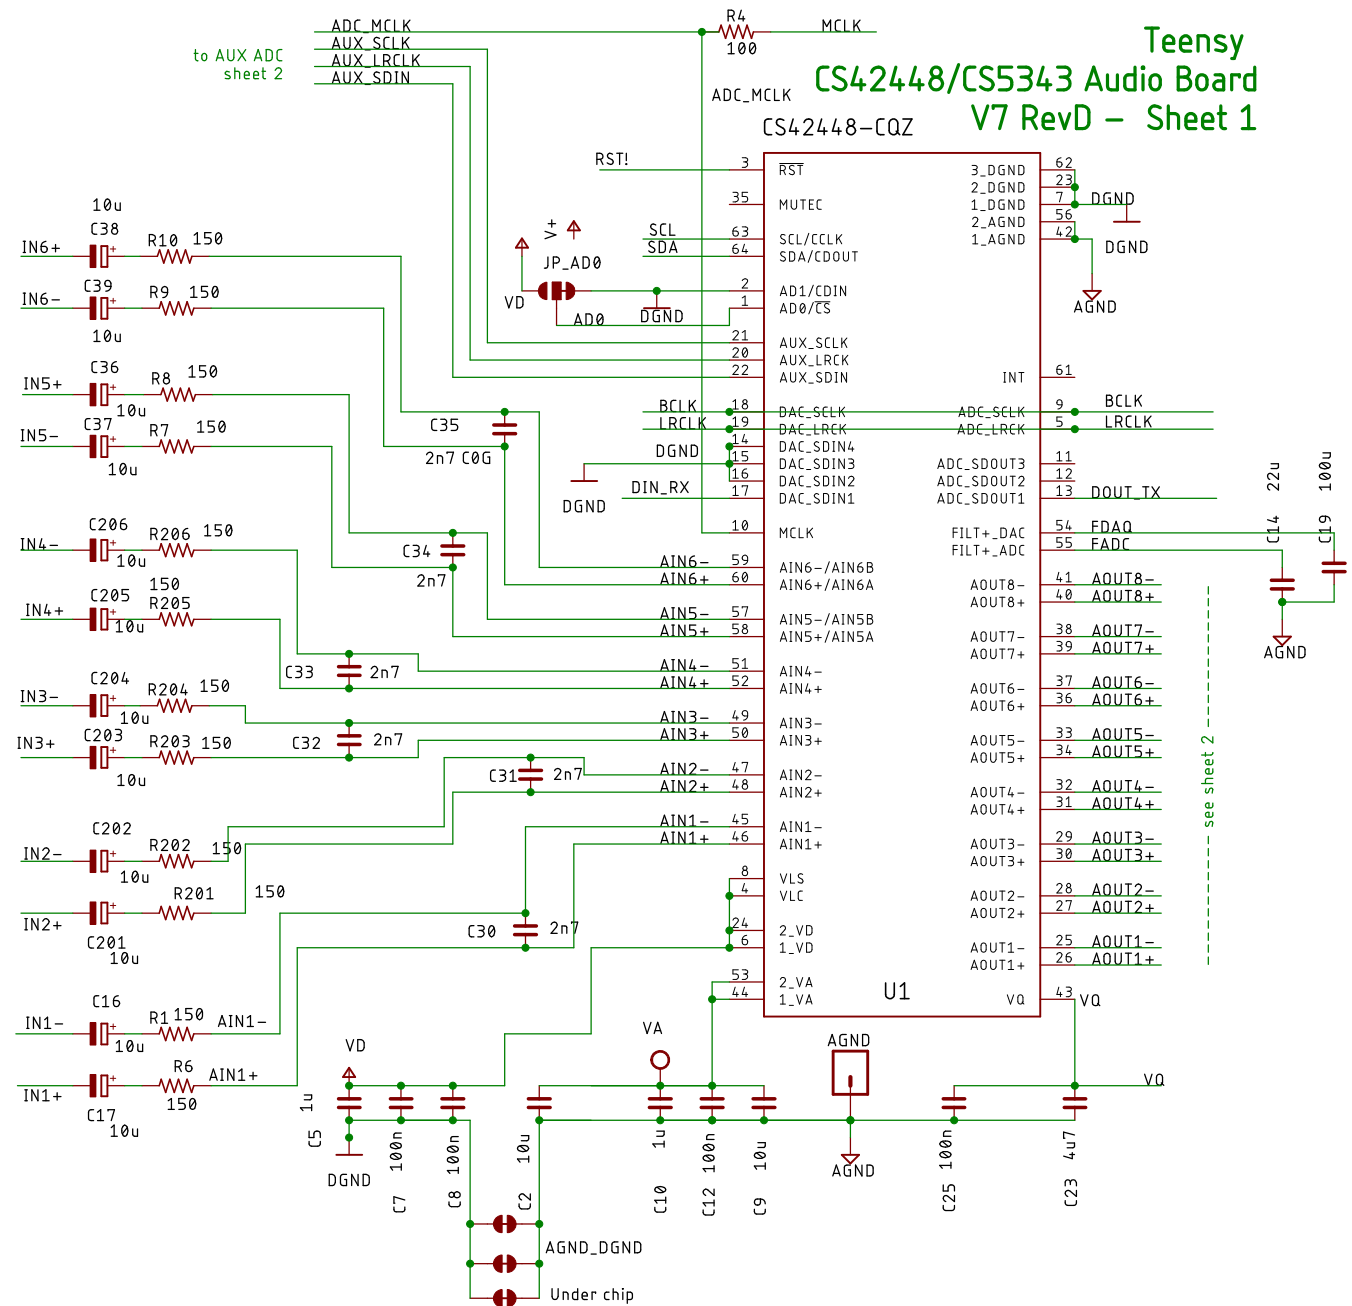 ADC_MCLK
AUX_SCLK
AUX_LRCLK
AUX_SDIN
to AUX ADC
sheet 2
R4
100
MCLK
ADC_MCLK
Teensy
CS42448/CS5343 Audio Board
V7 RevD - Sheet 1
CS42448-CQZ
RST!
3
RST
35
MUTEC
SCL
63
SCL/CCLK
SDA
64
SDA/CDOUT
V+
JP_AD0
VD
AD0
DGND
2
AD1/CDIN
1
AD0/CS
21
AUX_SCLK
20
AUX_LRCK
22
AUX_SDIN
BCLK
18
DAC_SCLK
LRCLK
19
DAC_LRCK
14
DAC_SDIN4
DGND
15
DAC_SDIN3
16
DAC_SDIN2
DGND
DIN_RX
17
DAC_SDIN1
10
MCLK
AIN6-
59
AIN6-/AIN6B
AIN6+
60
AIN6+/AIN6A
AIN5-
57
AIN5-/AIN5B
AIN5+
58
AIN5+/AIN5A
AIN4-
51
AIN4-
AIN4+
52
AIN4+
AIN3-
49
AIN3-
AIN3+
50
AIN3+
AIN2-
47
AIN2-
AIN2+
48
AIN2+
AIN1-
45
AIN1-
AIN1+
46
AIN1+
8
VLS
4
VLC
24
2_VD
6
1_VD
53
2_VA
44
1_VA
U1
3_DGND
62
2_DGND
23
1_DGND
7
DGND
2_AGND
56
1_AGND
42
DGND
AGND
INT
61
ADC_SCLK
9
BCLK
ADC_LRCK
5
LRCLK
ADC_SDOUT3
11
ADC_SDOUT2
12
ADC_SDOUT1
13
DOUT_TX
FILT+_DAC
54
FDAQ
FILT+_ADC
55
FADC
22u
C14
100u
C19
AGND
AOUT8-
41
AOUT8-
AOUT8+
40
AOUT8+
AOUT7-
38
AOUT7-
AOUT7+
39
AOUT7+
AOUT6-
37
AOUT6-
AOUT6+
36
AOUT6+
AOUT5-
33
AOUT5-
AOUT5+
34
AOUT5+
AOUT4-
32
AOUT4-
AOUT4+
31
AOUT4+
AOUT3-
29
AOUT3-
AOUT3+
30
AOUT3+
AOUT2-
28
AOUT2-
AOUT2+
27
AOUT2+
AOUT1-
25
AOUT1-
AOUT1+
26
AOUT1+
see sheet 2
VQ
43
VQ
VQ
10u
C38
IN6+
R10
150
C39
IN6-
R9
150
10u
C36
IN5+
R8
150
10u
C37
IN5-
R7
150
10u
C35
2n7 C0G
C206
IN4-
R206
150
10u
C34
2n7
150
C205
IN4+
R205
10u
C33
2n7
C204
IN3-
R204
150
10u
C203
IN3+
R203
150
10u
C32
2n7
C31
2n7
C202
IN2-
R202
150
10u
R201
150
IN2+
C201
10u
C30
2n7
C16
IN1-
R1
150
AIN1-
10u
R6
AIN1+
IN1+
150
C17
10u
VD
1u
C5
DGND
100n
C7
100n
C8
10u
C2
VA
1u
C10
100n
C12
10u
C9
AGND
AGND
100n
C25
4u7
C23
AGND_DGND
Under chip